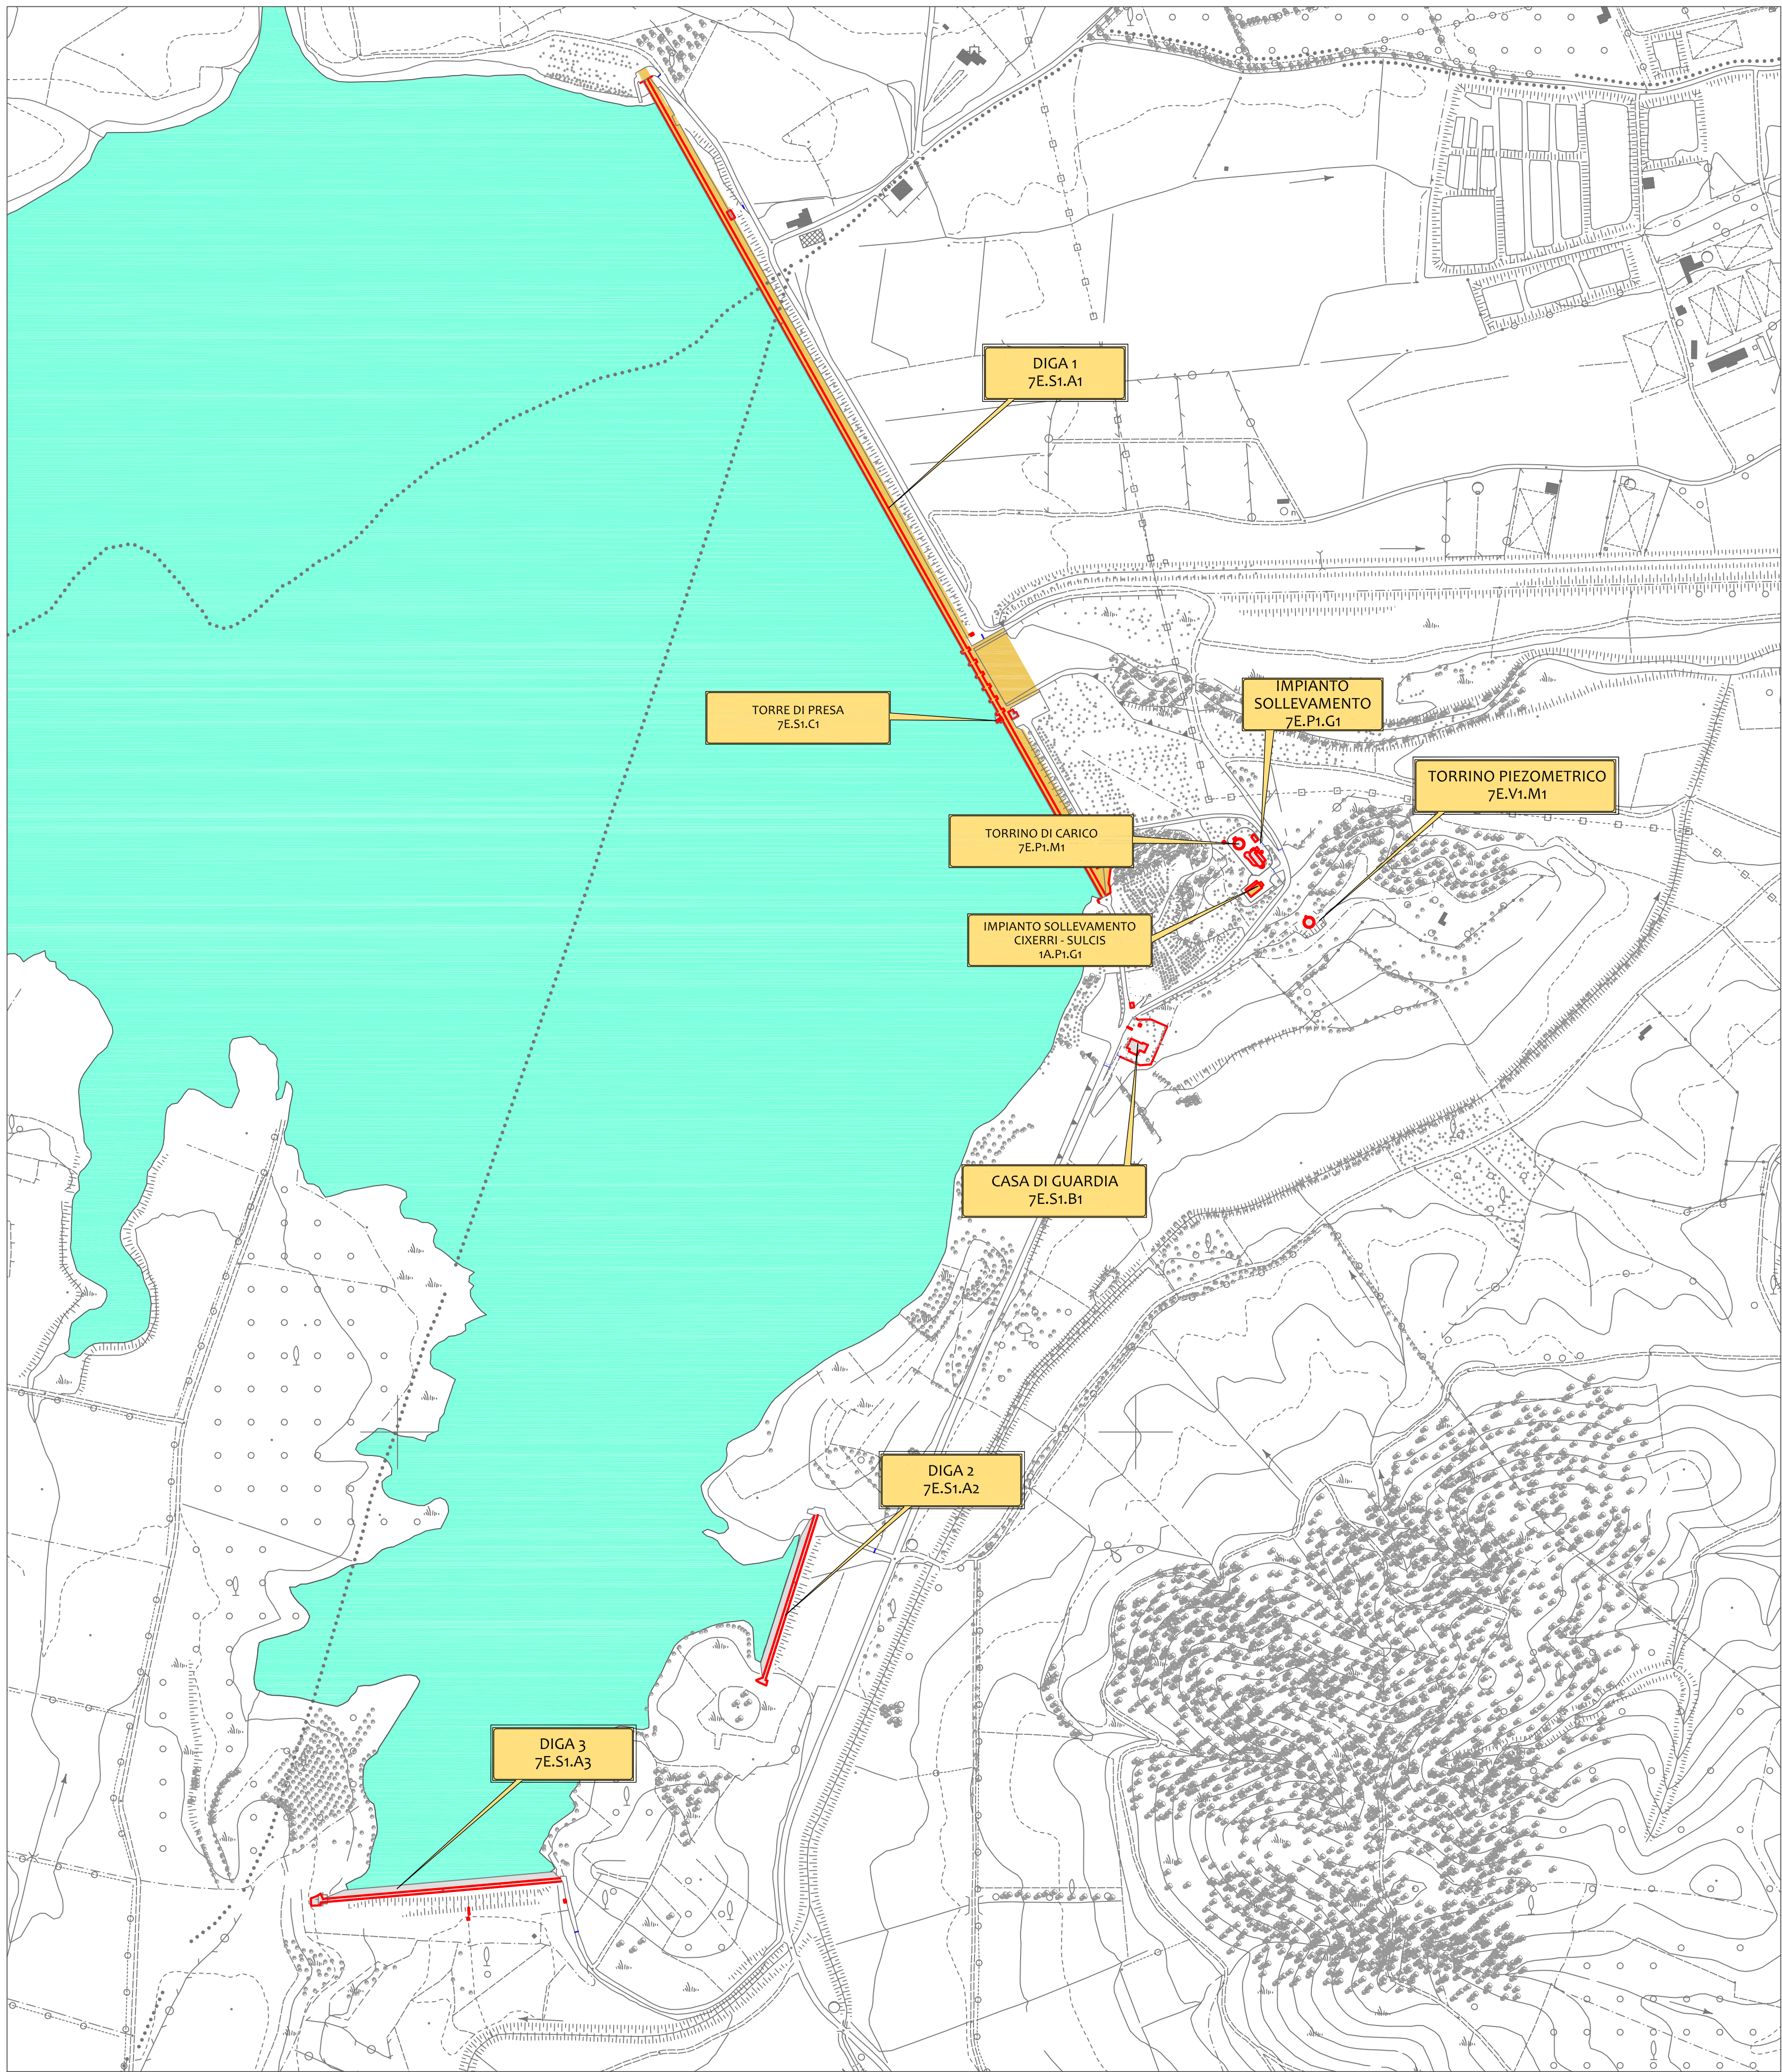 DIGA 1
7E.S1.A1
IMPIANTO
SOLLEVAMENTO
7E.P1.G1
TORRE DI PRESA
7E.S1.C1
TORRINO PIEZOMETRICO
7E.V1.M1
TORRINO DI CARICO
7E.P1.M1
IMPIANTO SOLLEVAMENTO
CIXERRI - SULCIS
1A.P1.G1
CASA DI GUARDIA
7E.S1.B1
DIGA 2
7E.S1.A2
DIGA 3
7E.S1.A3